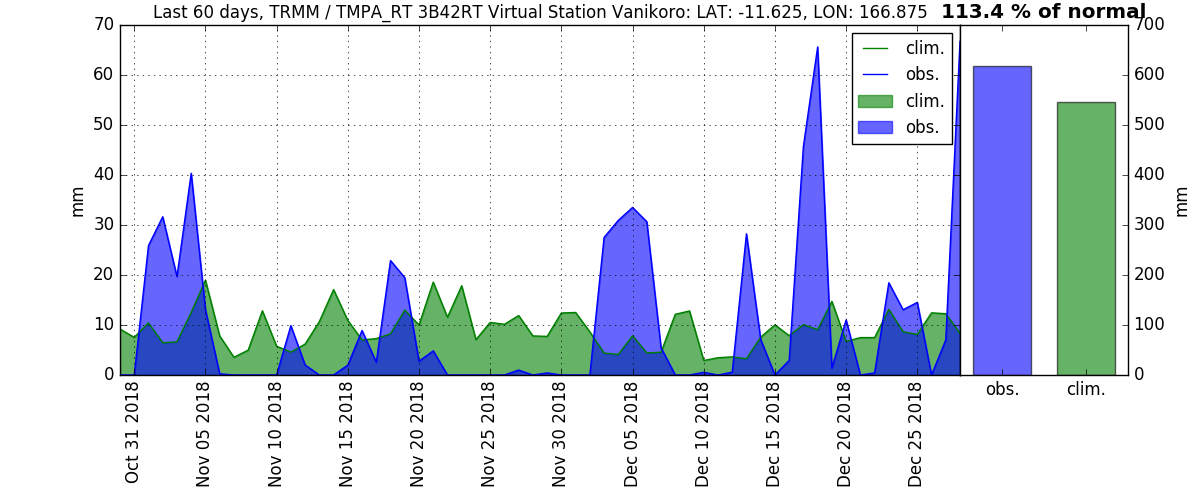 Last 60 days, TRMM / TMPA_RT 3B42RT Virtual Station Vanikoro: LAT: -11.625, LON: 166.875 113.4 % of normal
70
60
50
40
30
20
10
0
mm
clim.
obs.
clim.
obs.
700
600
500
400
300
200
100
0
mm
obs.
clim.
Oct 31 2018
Nov 05 2018
Nov 10 2018
Nov 15 2018
Nov 20 2018
Nov 25 2018
Nov 30 2018
Dec 05 2018
Dec 10 2018
Dec 15 2018
Dec 20 2018
Dec 25 2018